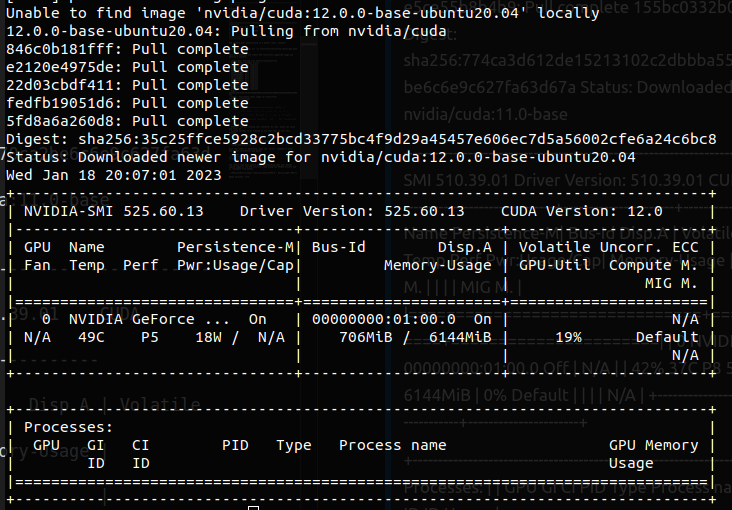 Unable to find image 'nvidia/cuda:12.0.0-base-ubuntu20.04' locally
12.0.0-base-ubuntu20.04: Pulling from nvidia/cuda
846c0b181fff: Pull complete
e2120e4975de: Pull complete
22d03cbdf411: Pull complete
fedfb19051d6: Pull complete
5fd8a6a260d8: Pull complete
Digest: sha256:35c25ffce5928c2bcd33775bc4f9d29a45457e606ec7d5a56002cfe6a24c6bc8
Status: Downloaded newer image for nvidia/cuda:12.0.0-base-ubuntu20.04
Wed Jan 18 20:07:01 2023
+-----------------------------------------------------------------------------+
| NVIDIA-SMI 525.60.13    Driver Version: 525.60.13    CUDA Version: 12.0     |
|-------------------------------+----------------------+----------------------+
| GPU  Name        Persistence-M| Bus-Id        Disp.A | Volatile Uncorr. ECC |
| Fan  Temp  Perf  Pwr:Usage/Cap|         Memory-Usage | GPU-Util  Compute M. |
|                               |                      |               MIG M. |
|===============================+======================+======================|
|   0  NVIDIA GeForce ...  On   | 00000000:01:00.0  On |                  N/A |
| N/A   49C    P5    18W /  N/A |    706MiB /  6144MiB |     19%      Default |
|                               |                      |                  N/A |
+-------------------------------+----------------------+----------------------+
+-----------------------------------------------------------------------------+
| Processes:                                                                  |
|  GPU   GI   CI        PID   Type   Process name                  GPU Memory |
|        ID   ID                                                   Usage      |
|=============================================================================|
+-----------------------------------------------------------------------------+